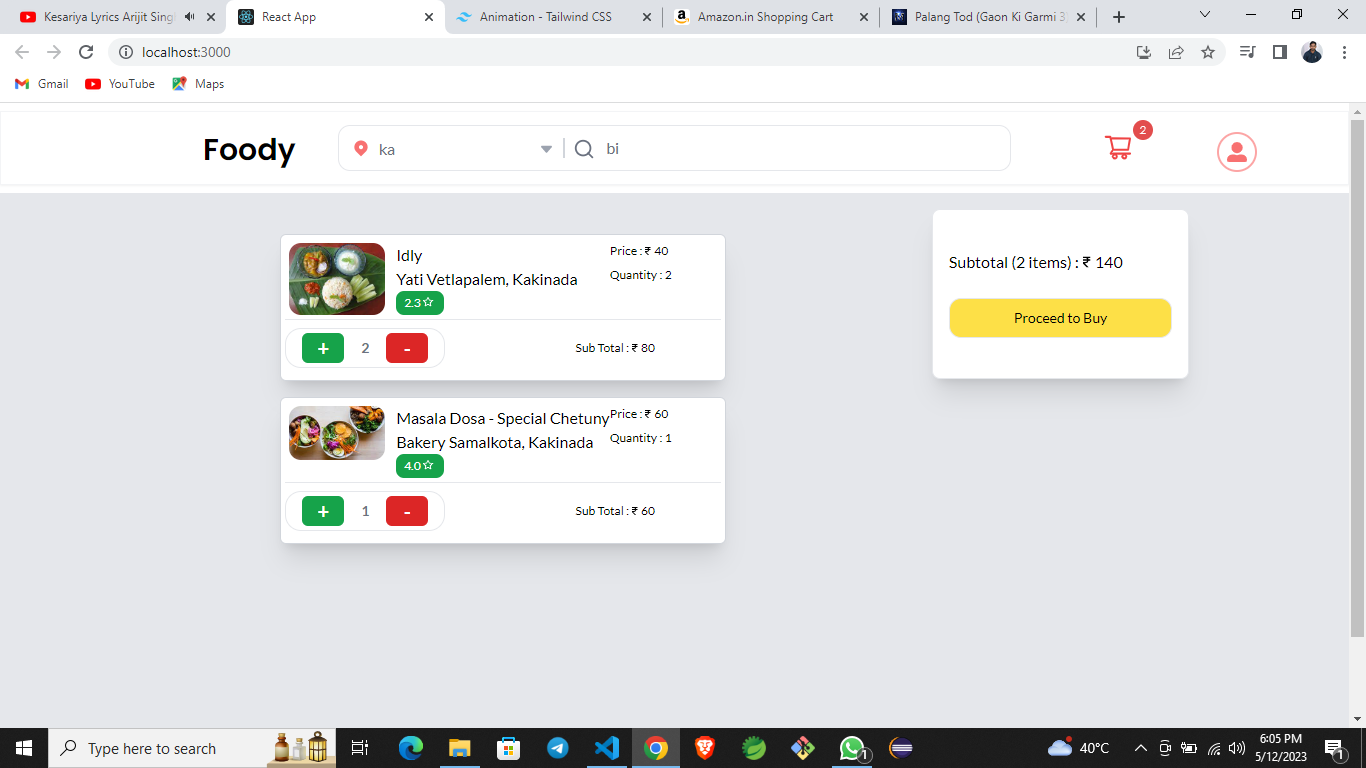 Kesariya Lyrics Arijit Sing
React App
Animation - Tailwind CSS
Amazon.in Shopping Cart
Palang Tod (Gaon Ki Garmi 3)
localhost:3000
Gmail
YouTube
Maps
Foody
ka
bi
2
Idly
Yati Vetlapalem, Kakinada
2.3
Price : ₹ 40
Quantity : 2
+ 2 -
Sub Total : ₹ 80
Masala Dosa - Special Chetuny
Bakery Samalkota, Kakinada
4.0
Price : ₹ 60
Quantity : 1
+ 1 -
Sub Total : ₹ 60
Subtotal (2 items) : ₹ 140
Proceed to Buy
Type here to search
1
40°C
6:05 PM
5/12/2023
1